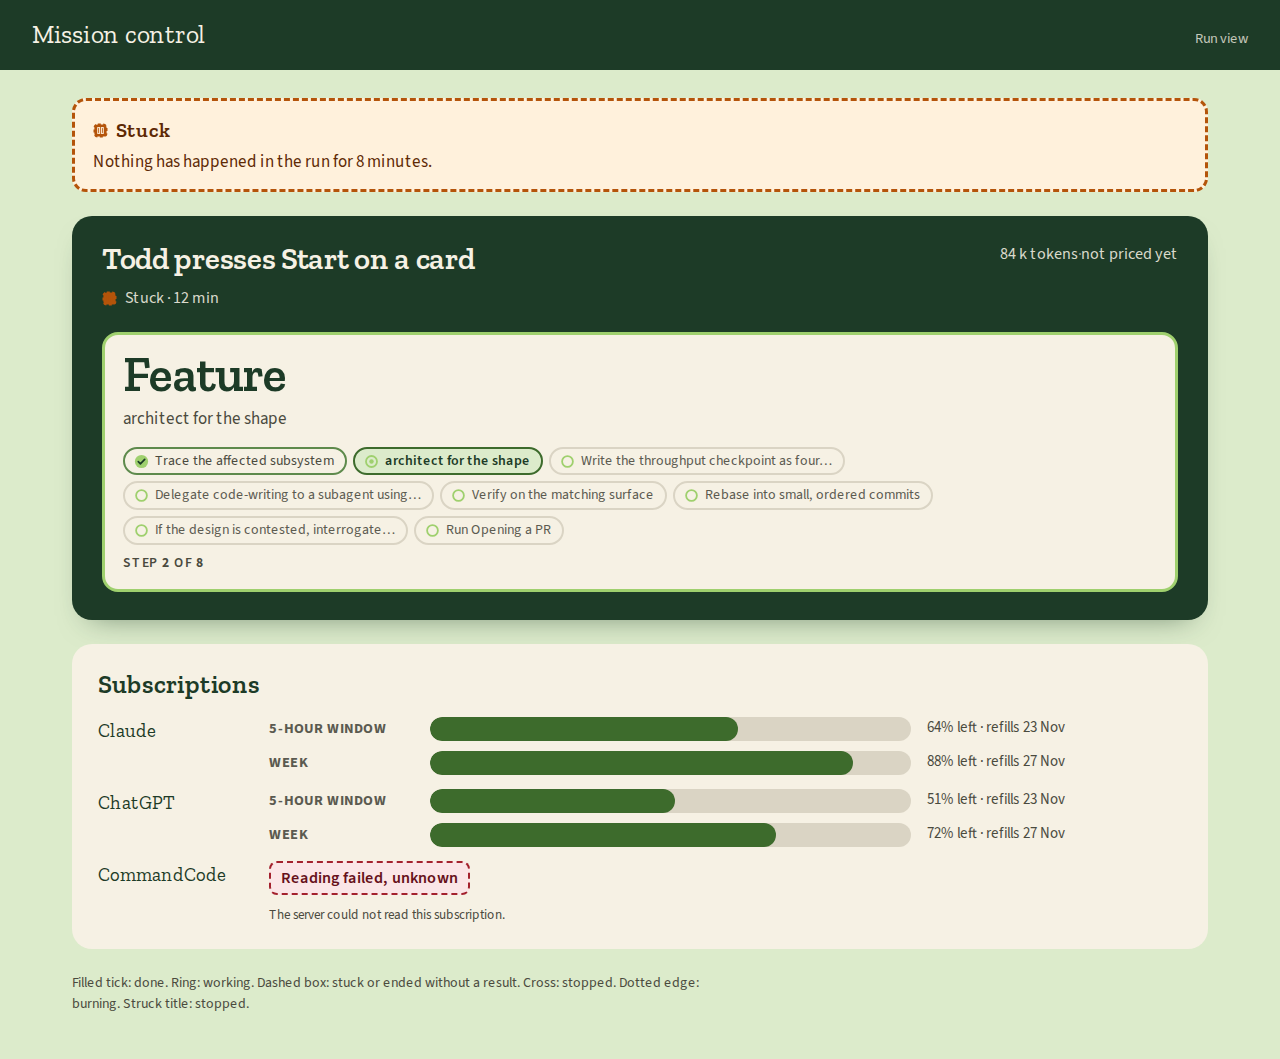 Mission control
Run view
Stuck
Nothing has happened in the run for 8 minutes.
Todd presses Start on a card
84 k tokens·not priced yet
Stuck · 12 min
Feature
architect for the shape
Trace the affected subsystem
architect for the shape
Write the throughput checkpoint as four…
Delegate code-writing to a subagent using…
Verify on the matching surface
Rebase into small, ordered commits
If the design is contested, interrogate…
Run Opening a PR
STEP 2 OF 8
Subscriptions
Claude
5-HOUR WINDOW
64% left · refills 23 Nov
WEEK
88% left · refills 27 Nov
ChatGPT
5-HOUR WINDOW
51% left · refills 23 Nov
WEEK
72% left · refills 27 Nov
CommandCode
Reading failed, unknown
The server could not read this subscription.
Filled tick: done. Ring: working. Dashed box: stuck or ended without a result. Cross: stopped. Dotted edge:
burning. Struck title: stopped.